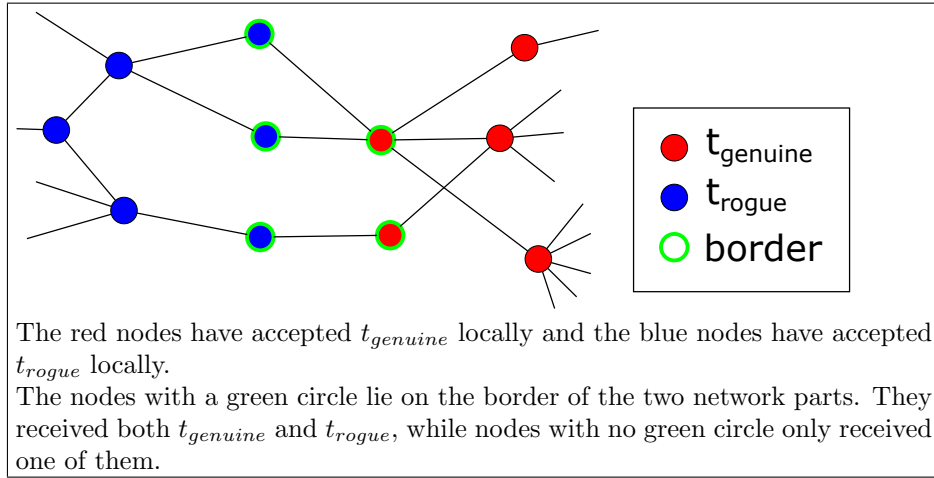 t_genuine
t_rogue
border
The red nodes have accepted t_genuine locally and the blue nodes have accepted
t_rogue locally.
The nodes with a green circle lie on the border of the two network parts. They
received both t_genuine and t_rogue, while nodes with no green circle only received
one of them.